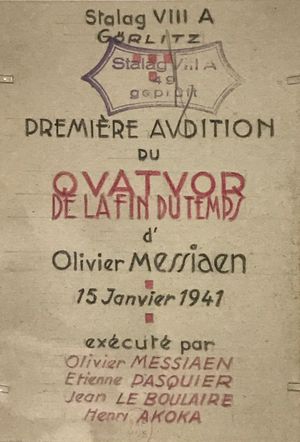 Stalag VIII A
GÖRLITZ
Stalag VIII A
49
geprüft
PREMIÈRE AVDITION
DU
QVATVOR
DE LA FIN DU TEMPS
d'
Olivier Messiaen
15 Janvier 1941
exécuté par
Olivier MESSIAEN
Etienne PASQUIER
Jean LE BOULAIRE
Henri AKOKA